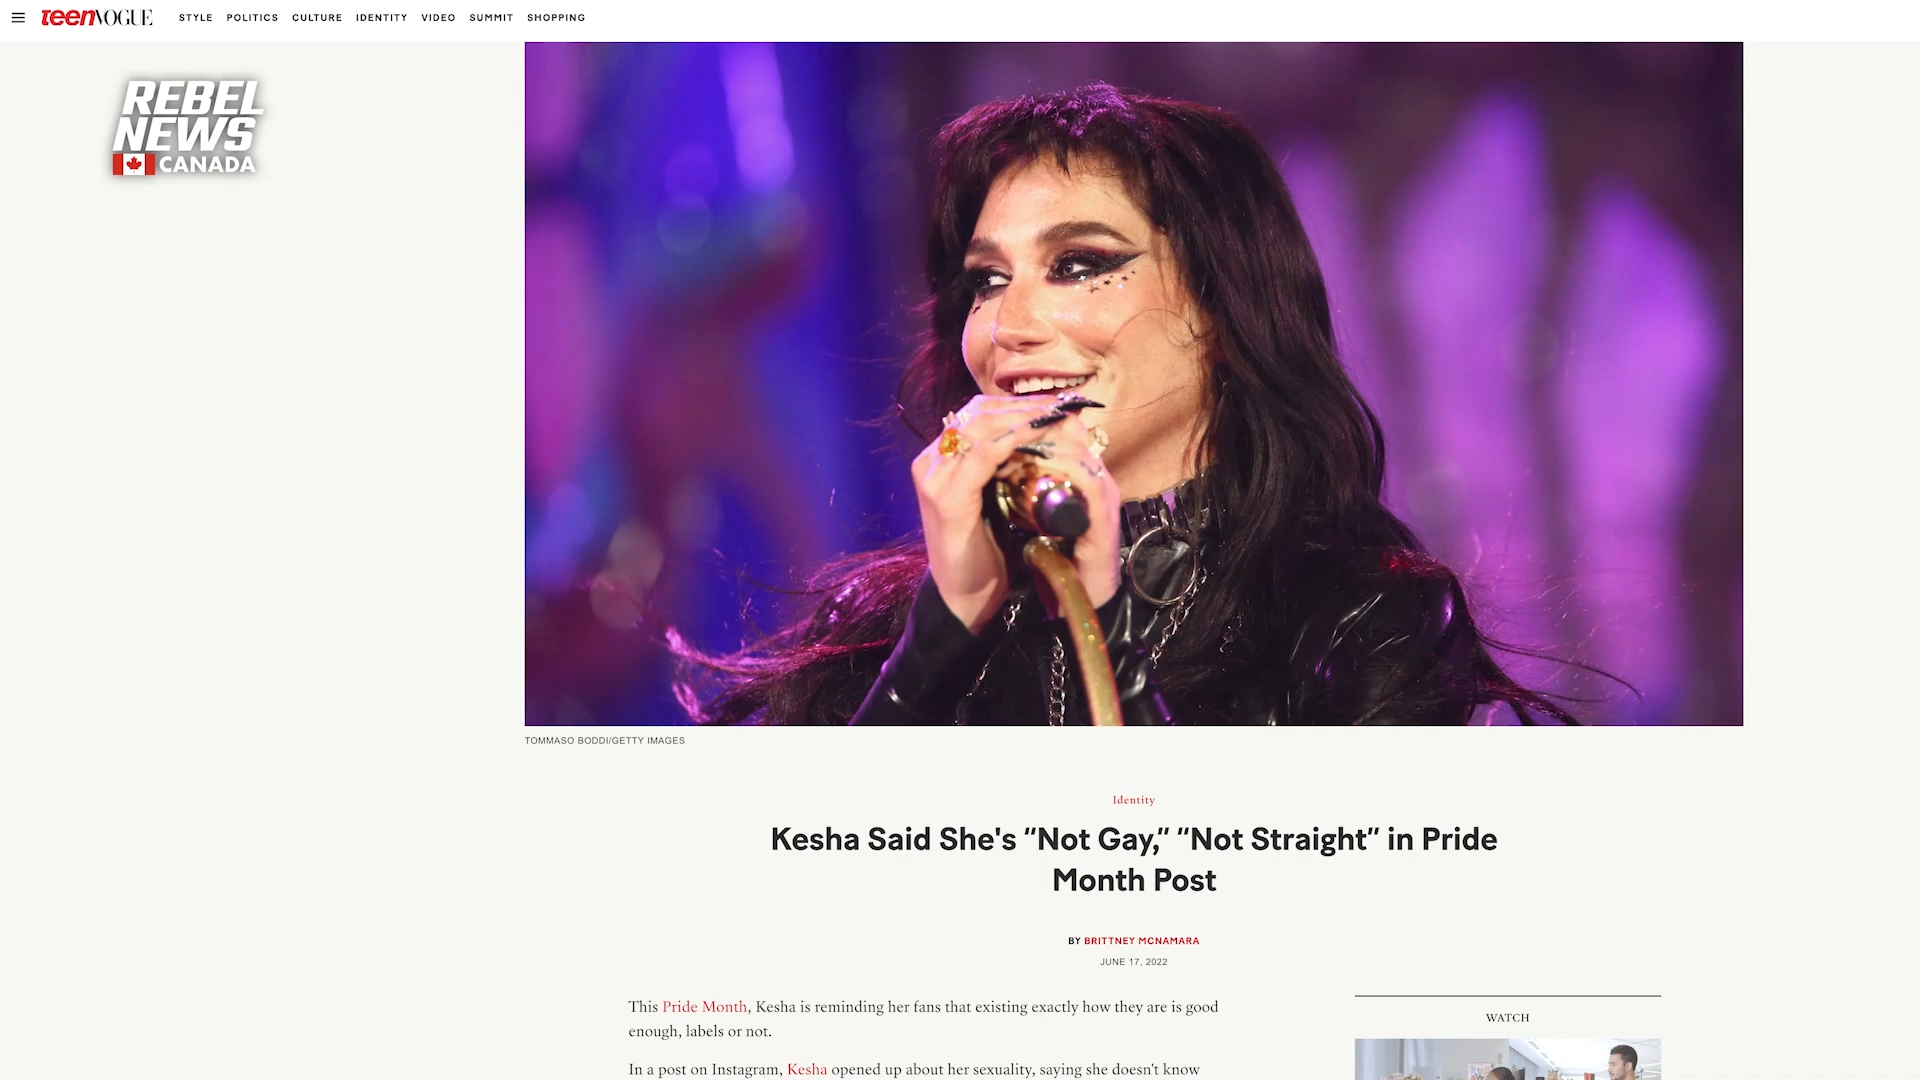 teenVOGUE STYLE POLITICS CULTURE IDENTITY VIDEO SUMMIT SHOPPING
REBEL
NEWS
CANADA
TOMMASO BODDI/GETTY IMAGES
Identity
Kesha Said She's “Not Gay,” “Not Straight” in Pride
Month Post
BY BRITTNEY MCNAMARA
JUNE 17, 2022
This Pride Month, Kesha is reminding her fans that existing exactly how they are is good
enough, labels or not.
WATCH
In a post on Instagram, Kesha opened up about her sexuality, saying she doesn't know